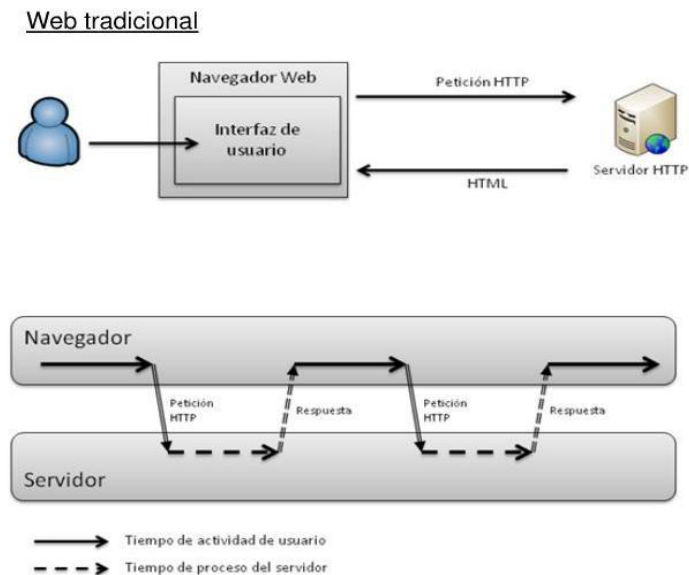 Web tradicional
Navegador Web
Petición HTTP
Interfaz de
usuario
Servidor HTTP
HTML
Navegador
Petición
HTTP
Respuesta
Petición
HTTP
Respuesta
Servidor
Tiempo de actividad de usuario
Tiempo de proceso del servidor